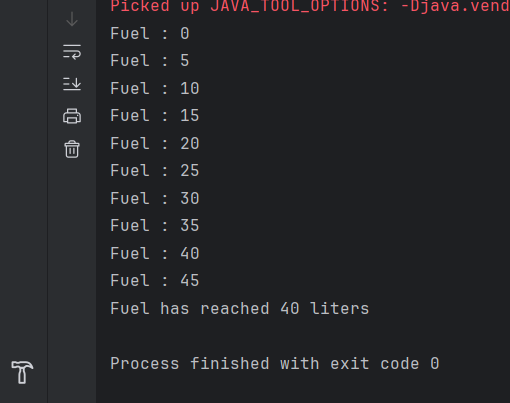 Picked up JAVA_TOOL_OPTIONS: -Djava.vend
Fuel : 0
Fuel : 5
Fuel : 10
Fuel : 15
Fuel : 20
Fuel : 25
Fuel : 30
Fuel : 35
Fuel : 40
Fuel : 45
Fuel has reached 40 liters
Process finished with exit code 0